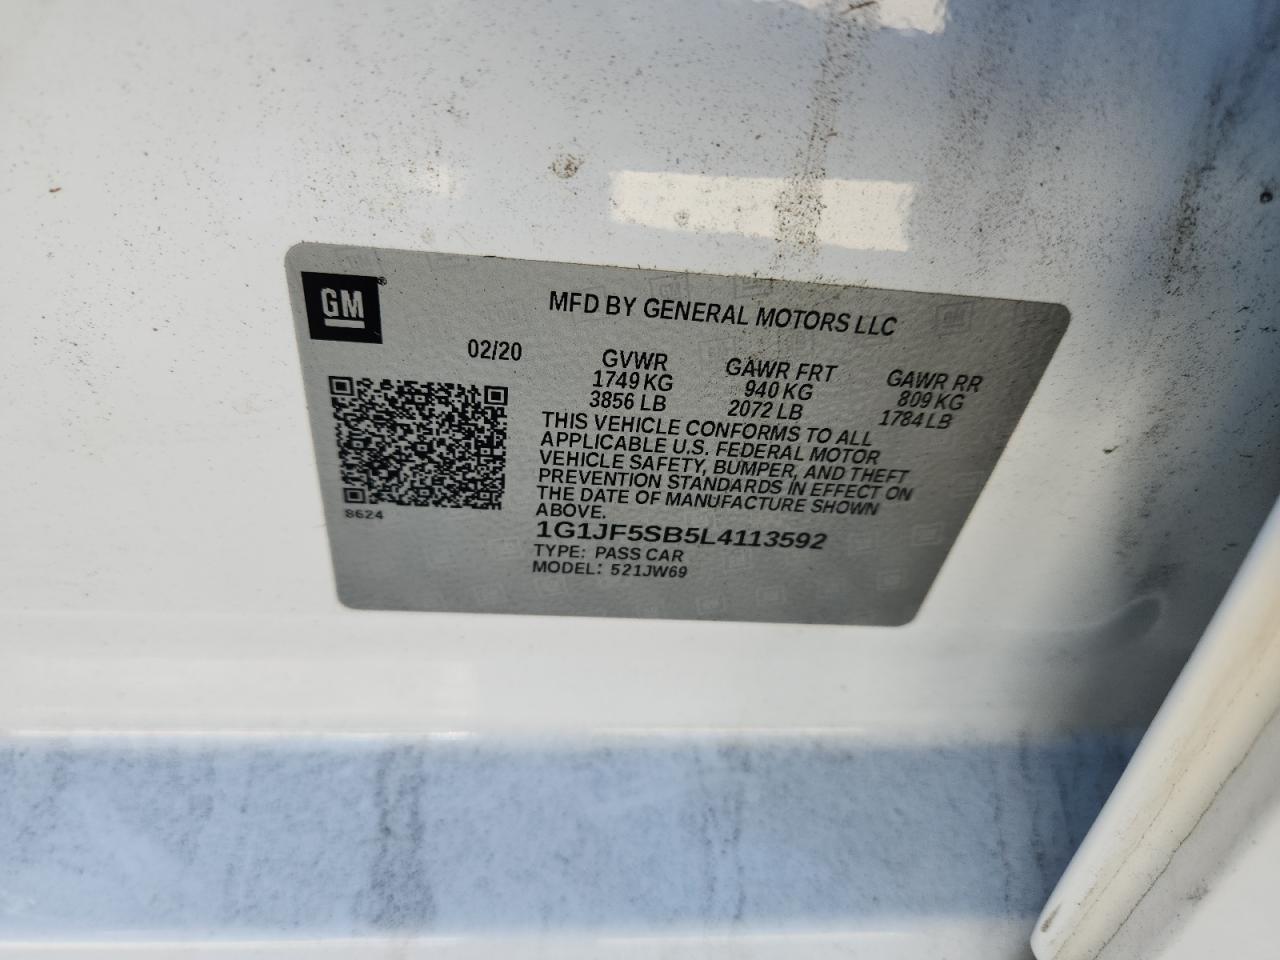 GM®
MFD BY GENERAL MOTORS LLC
02/20
GVWR GAWR FRT GAWR RR
1749 KG 940 KG 809 KG
3856 LB 2072 LB 1784 LB
THIS VEHICLE CONFORMS TO ALL
APPLICABLE U.S. FEDERAL MOTOR
VEHICLE SAFETY, BUMPER, AND THEFT
PREVENTION STANDARDS IN EFFECT ON
THE DATE OF MANUFACTURE SHOWN
ABOVE.
8624
1G1JF5SB5L4113592
TYPE: PASS CAR
MODEL: 521JW69